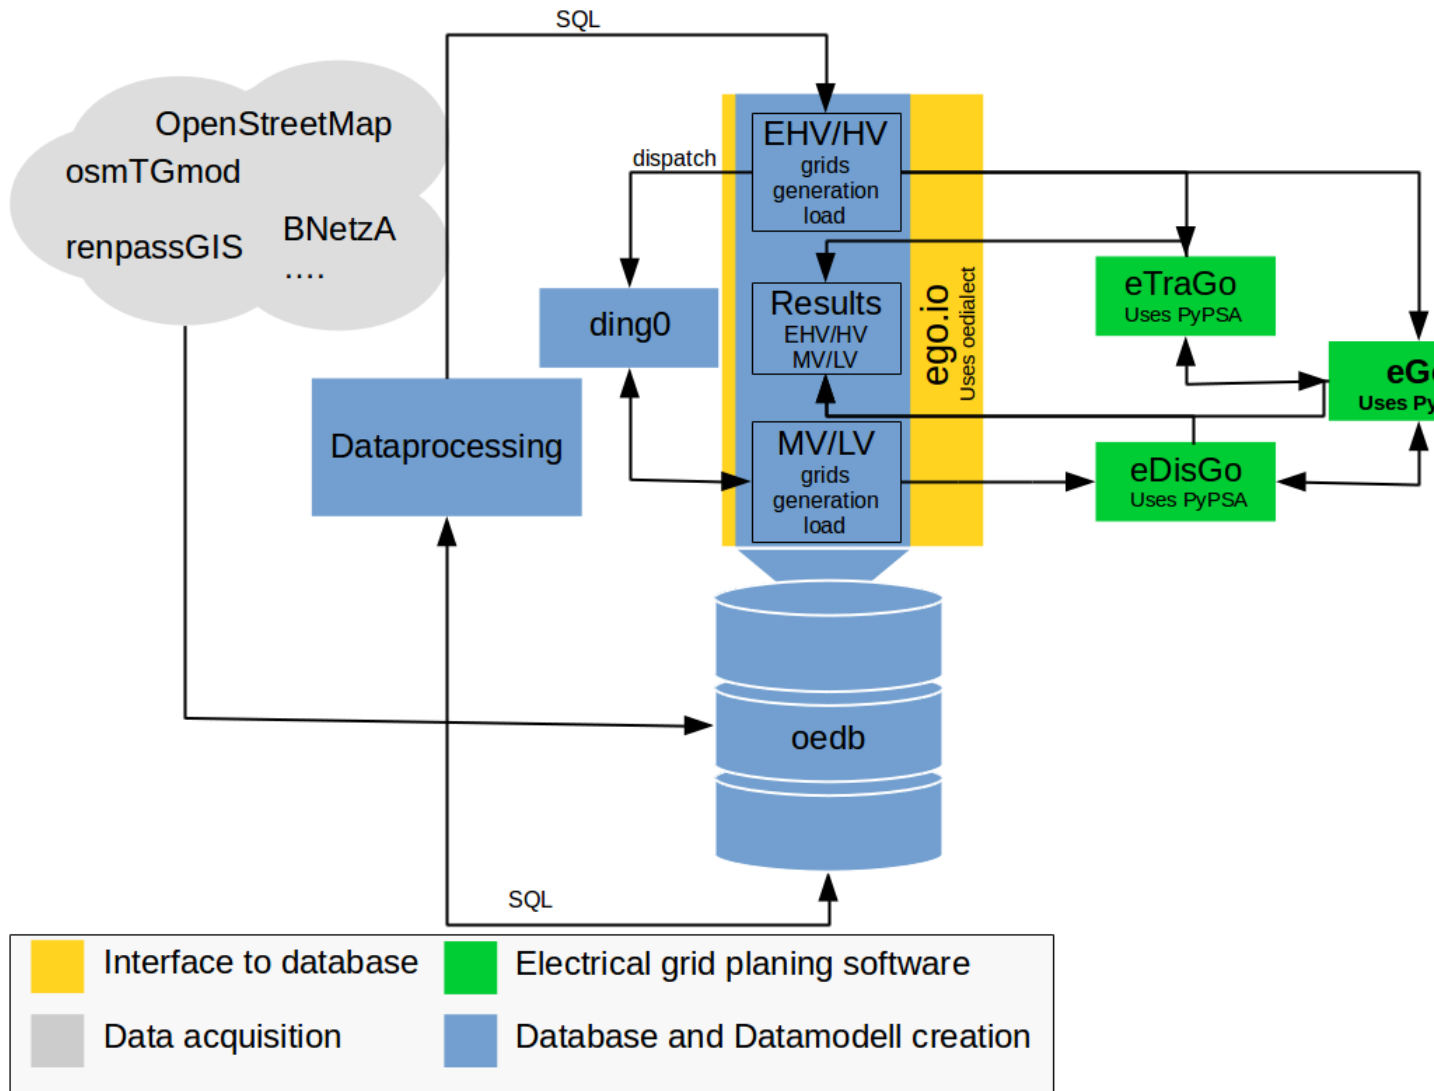 SQL
OpenStreetMap
osmTGmod
renpassGIS
BNetzA
....
dispatch
EHV/HV
grids
generation
load
Results
EHV/HV
MV/LV
MV/LV
grids
generation
load
ego.io
Uses oedialect
ding0
Dataprocessing
eTraGo
Uses PyPSA
Uses
eDisGo
Uses PyPSA
oedb
SQL
Interface to database
Electrical grid planing software
Data acquisition
Database and Datamodell creation